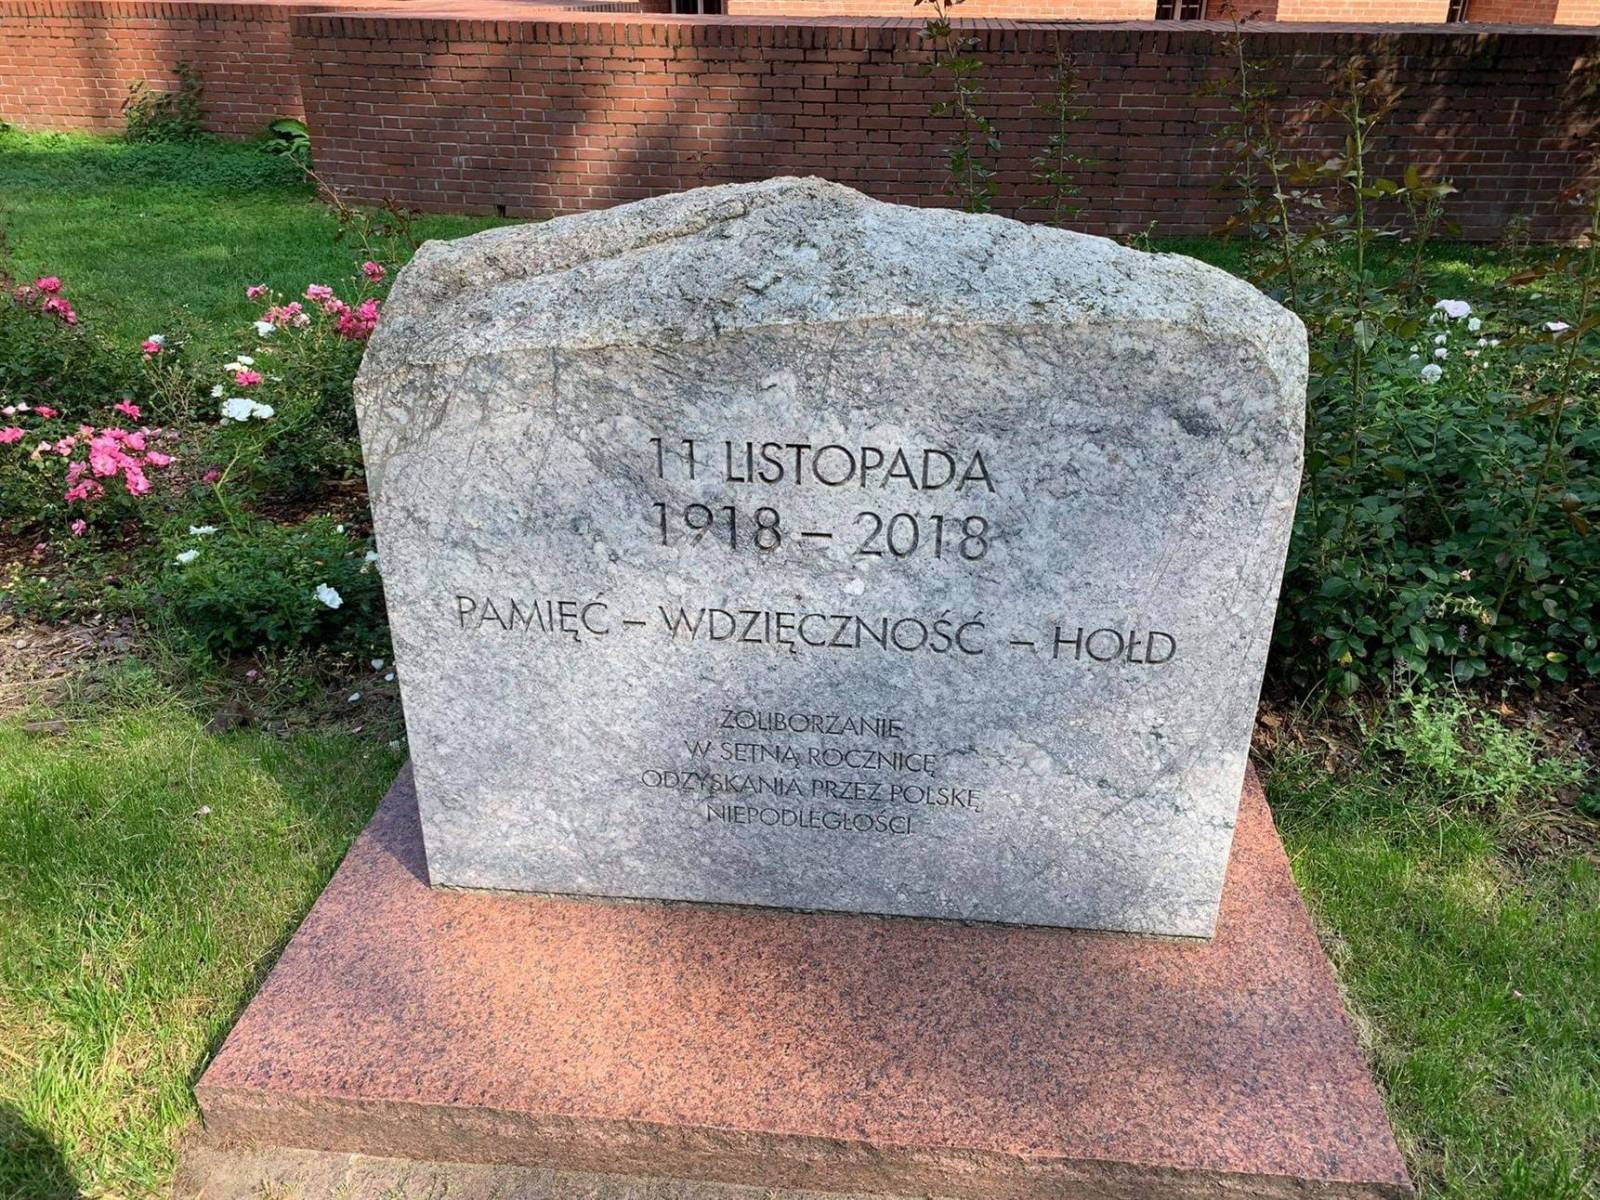 11 LISTOPADA
1918 – 2018
PAMIĘĆ – WDZIĘCZNOŚĆ – HOŁD
ŻOLIBORZANIE
W SETNĄ ROCZNICĘ
ODZYSKANIA PRZEZ POLSKĘ
NIEPODLEGŁOŚCI